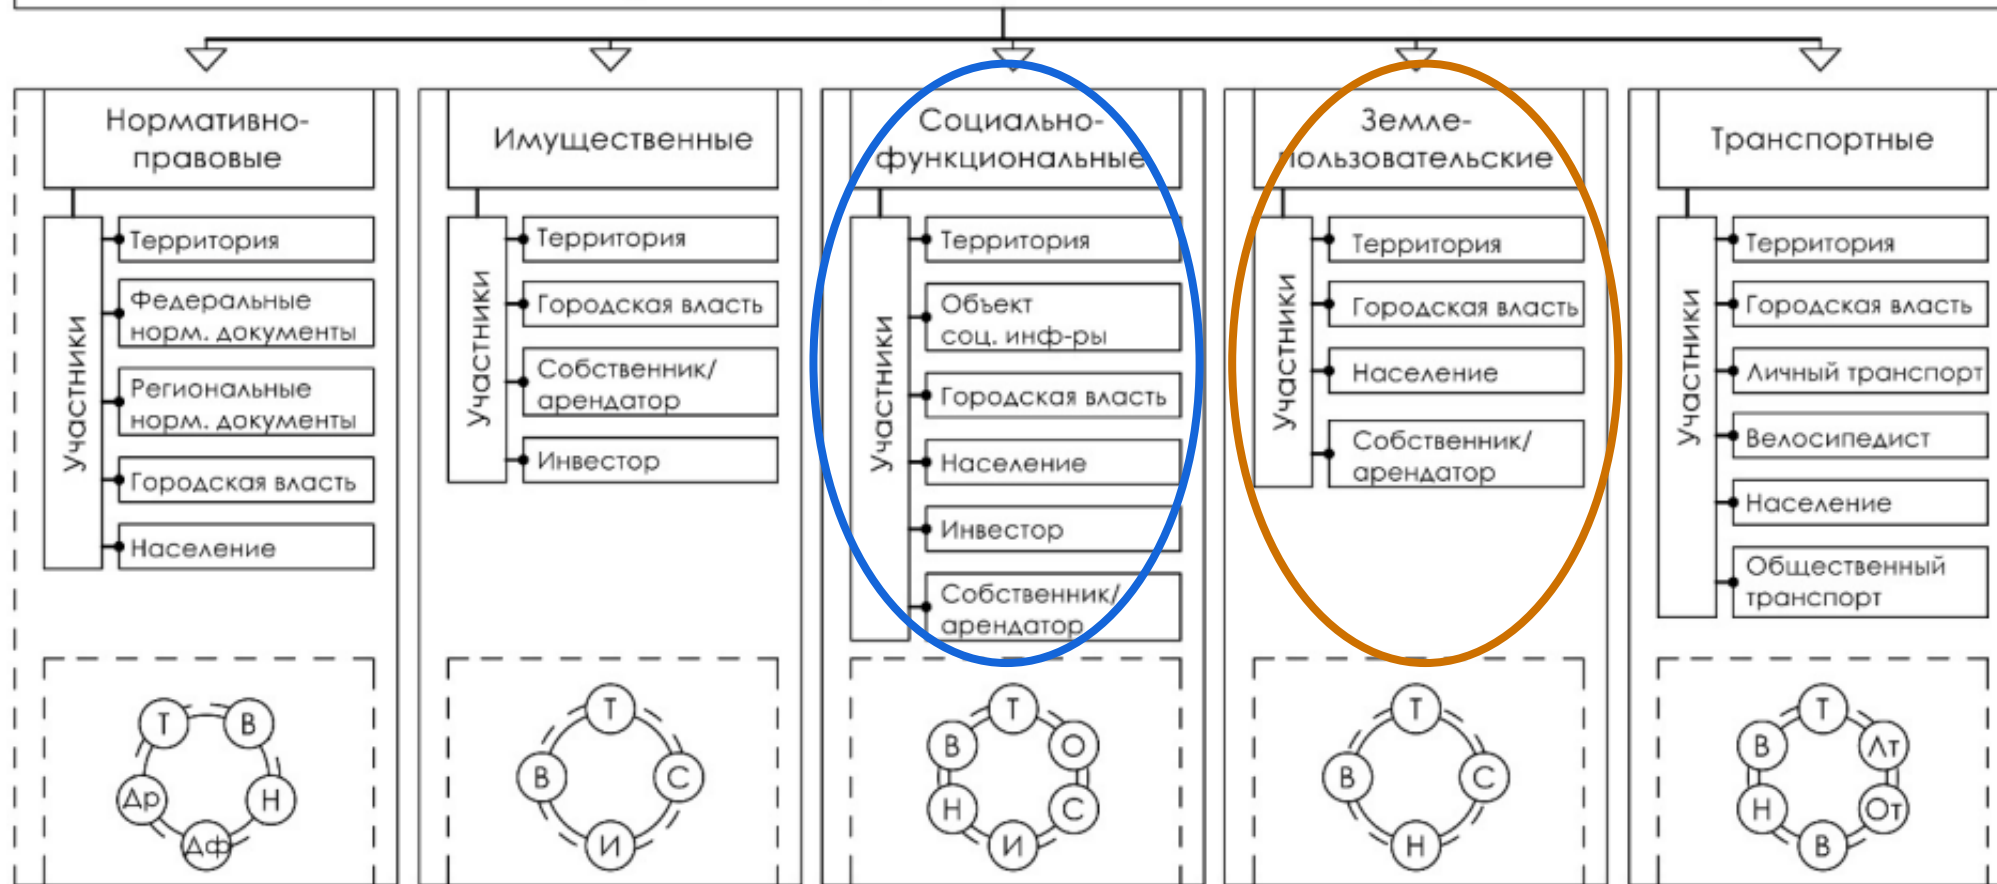 Нормативно-
правовые
Участники
Территория
Федеральные
норм. документы
Региональные
норм. документы
Городская власть
Население
Т
В
Др
Н
Дф
Имущественные
Участники
Территория
Городская власть
Собственник/
арендатор
Инвестор
Т
В
С
И
Социально-
функциональные
Участники
Территория
Объект
соц. инф-ры
Городская власть
Население
Инвестор
Собственник/
арендатор
Т
В
О
Н
С
И
Земле-
пользовательские
Участники
Территория
Городская власть
Население
Собственник/
арендатор
Т
В
С
Н
Транспортные
Участники
Территория
Городская власть
Личный транспорт
Велосипедист
Население
Общественный
транспорт
Т
В
Лт
Н
От
В